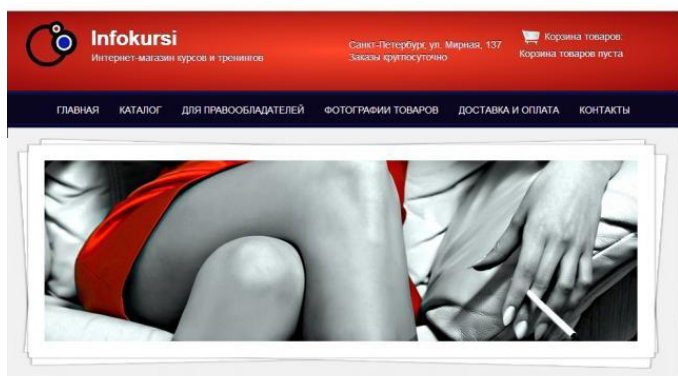 Infokursi
Интернет-магазин курсов и тренингов
Санкт-Петербург, ул. Мирная, 137
Заказы круглосуточно
Корзина товаров:
Корзина товаров пуста
ГЛАВНАЯ КАТАЛОГ ДЛЯ ПРАВООБЛАДАТЕЛЕЙ ФОТОГРАФИИ ТОВАРОВ ДОСТАВКА И ОПЛАТА КОНТАКТЫ